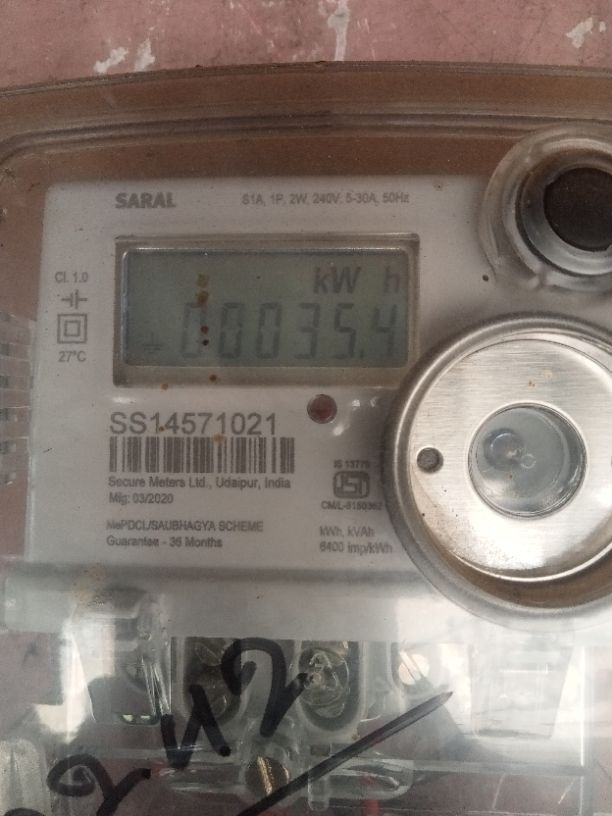 SARAL
S1A, 1P, 2W, 240V, 5-30A, 50Hz
Cl. 1.0
27°C
kW h
00035.4
SS14571021
Secure Meters Ltd., Udaipur, India
Mfg: 03/2020
MePDCL/SAUBHAGYA SCHEME
Guarantee - 36 Months
IS 13779
kWh, kVAh
6400 imp/kWh